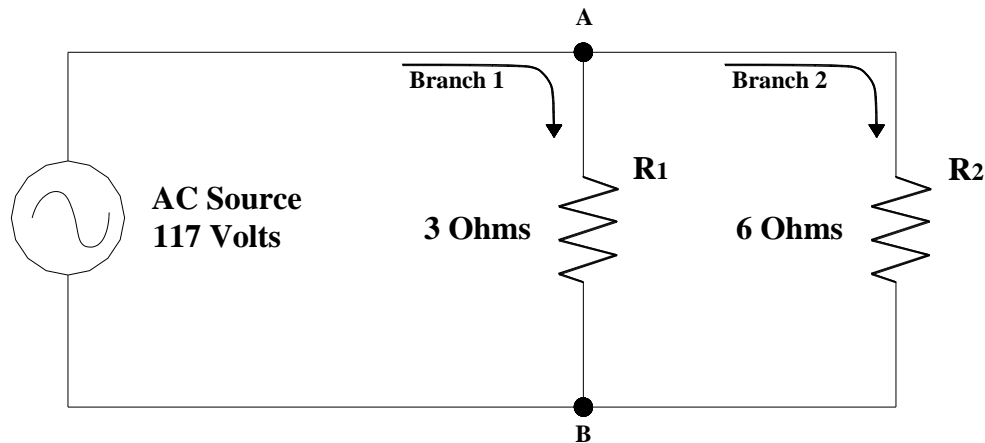 A
Branch 1
Branch 2
R1
R2
AC Source
117 Volts
3 Ohms
6 Ohms
B